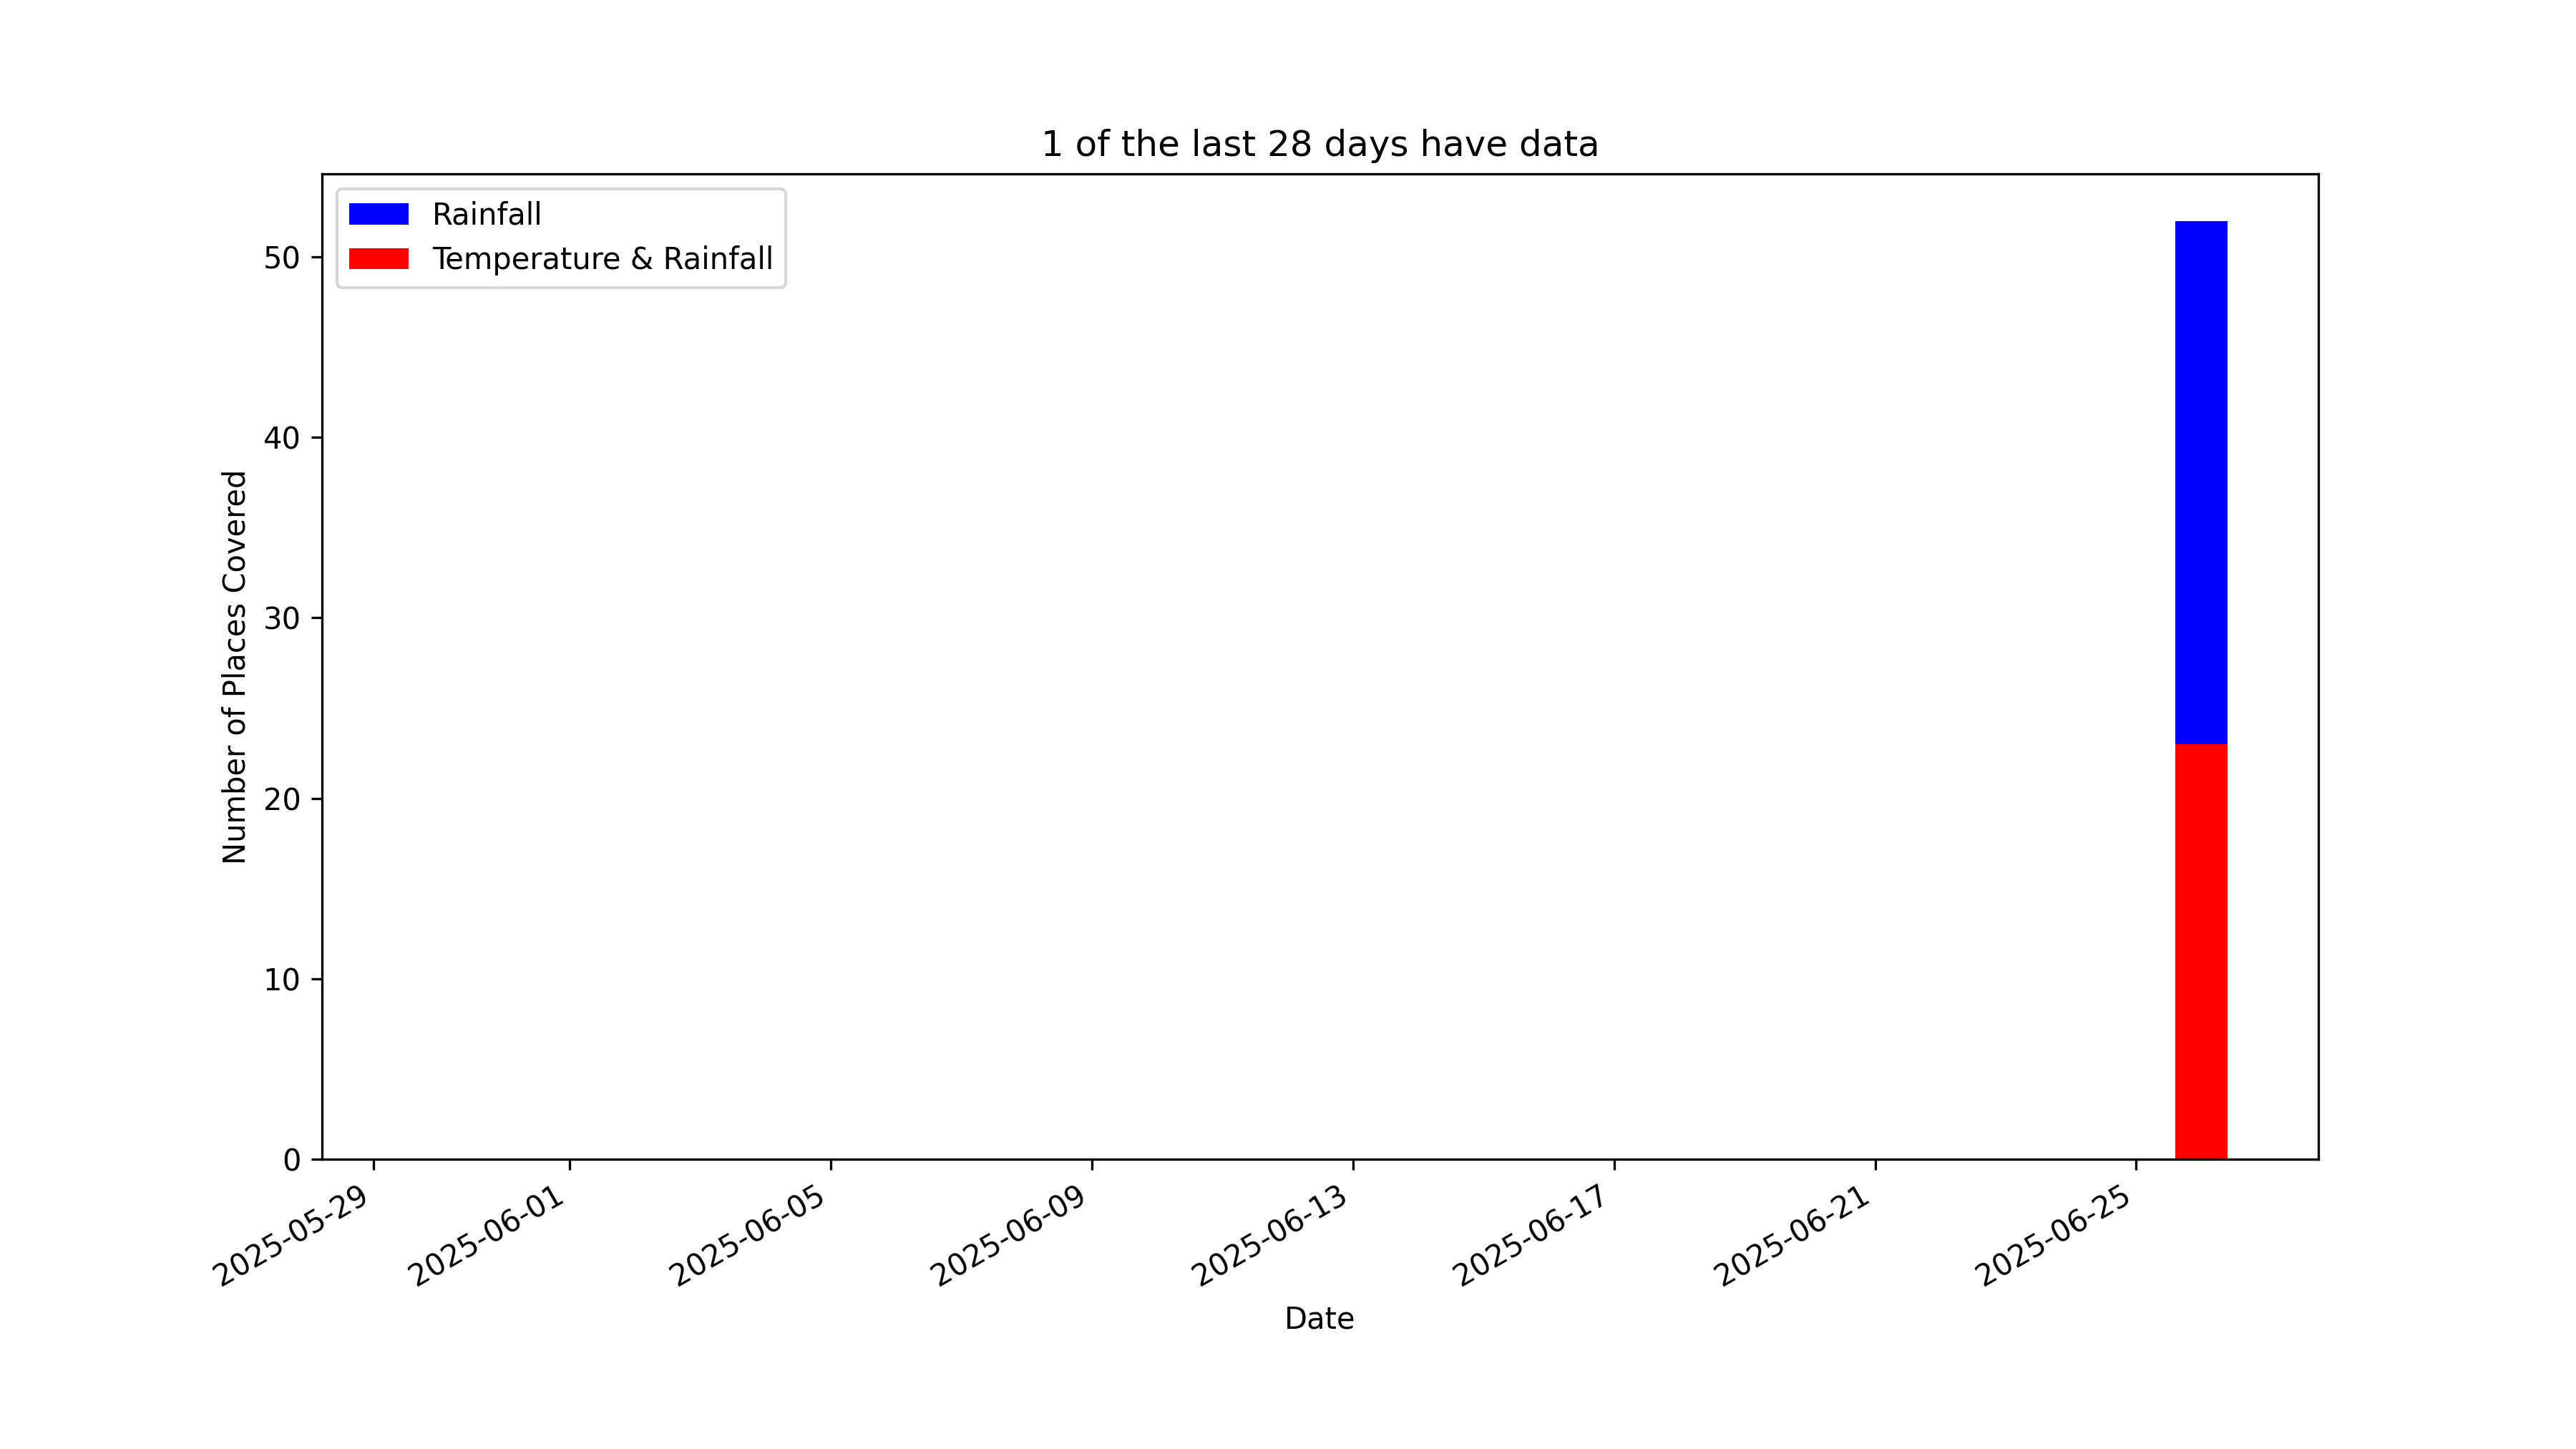 1 of the last 28 days have data
Rainfall
Temperature & Rainfall
Number of Places Covered
50
40
30
20
10
0
2025-05-29
2025-06-01
2025-06-05
2025-06-09
2025-06-13
2025-06-17
2025-06-21
2025-06-25
Date